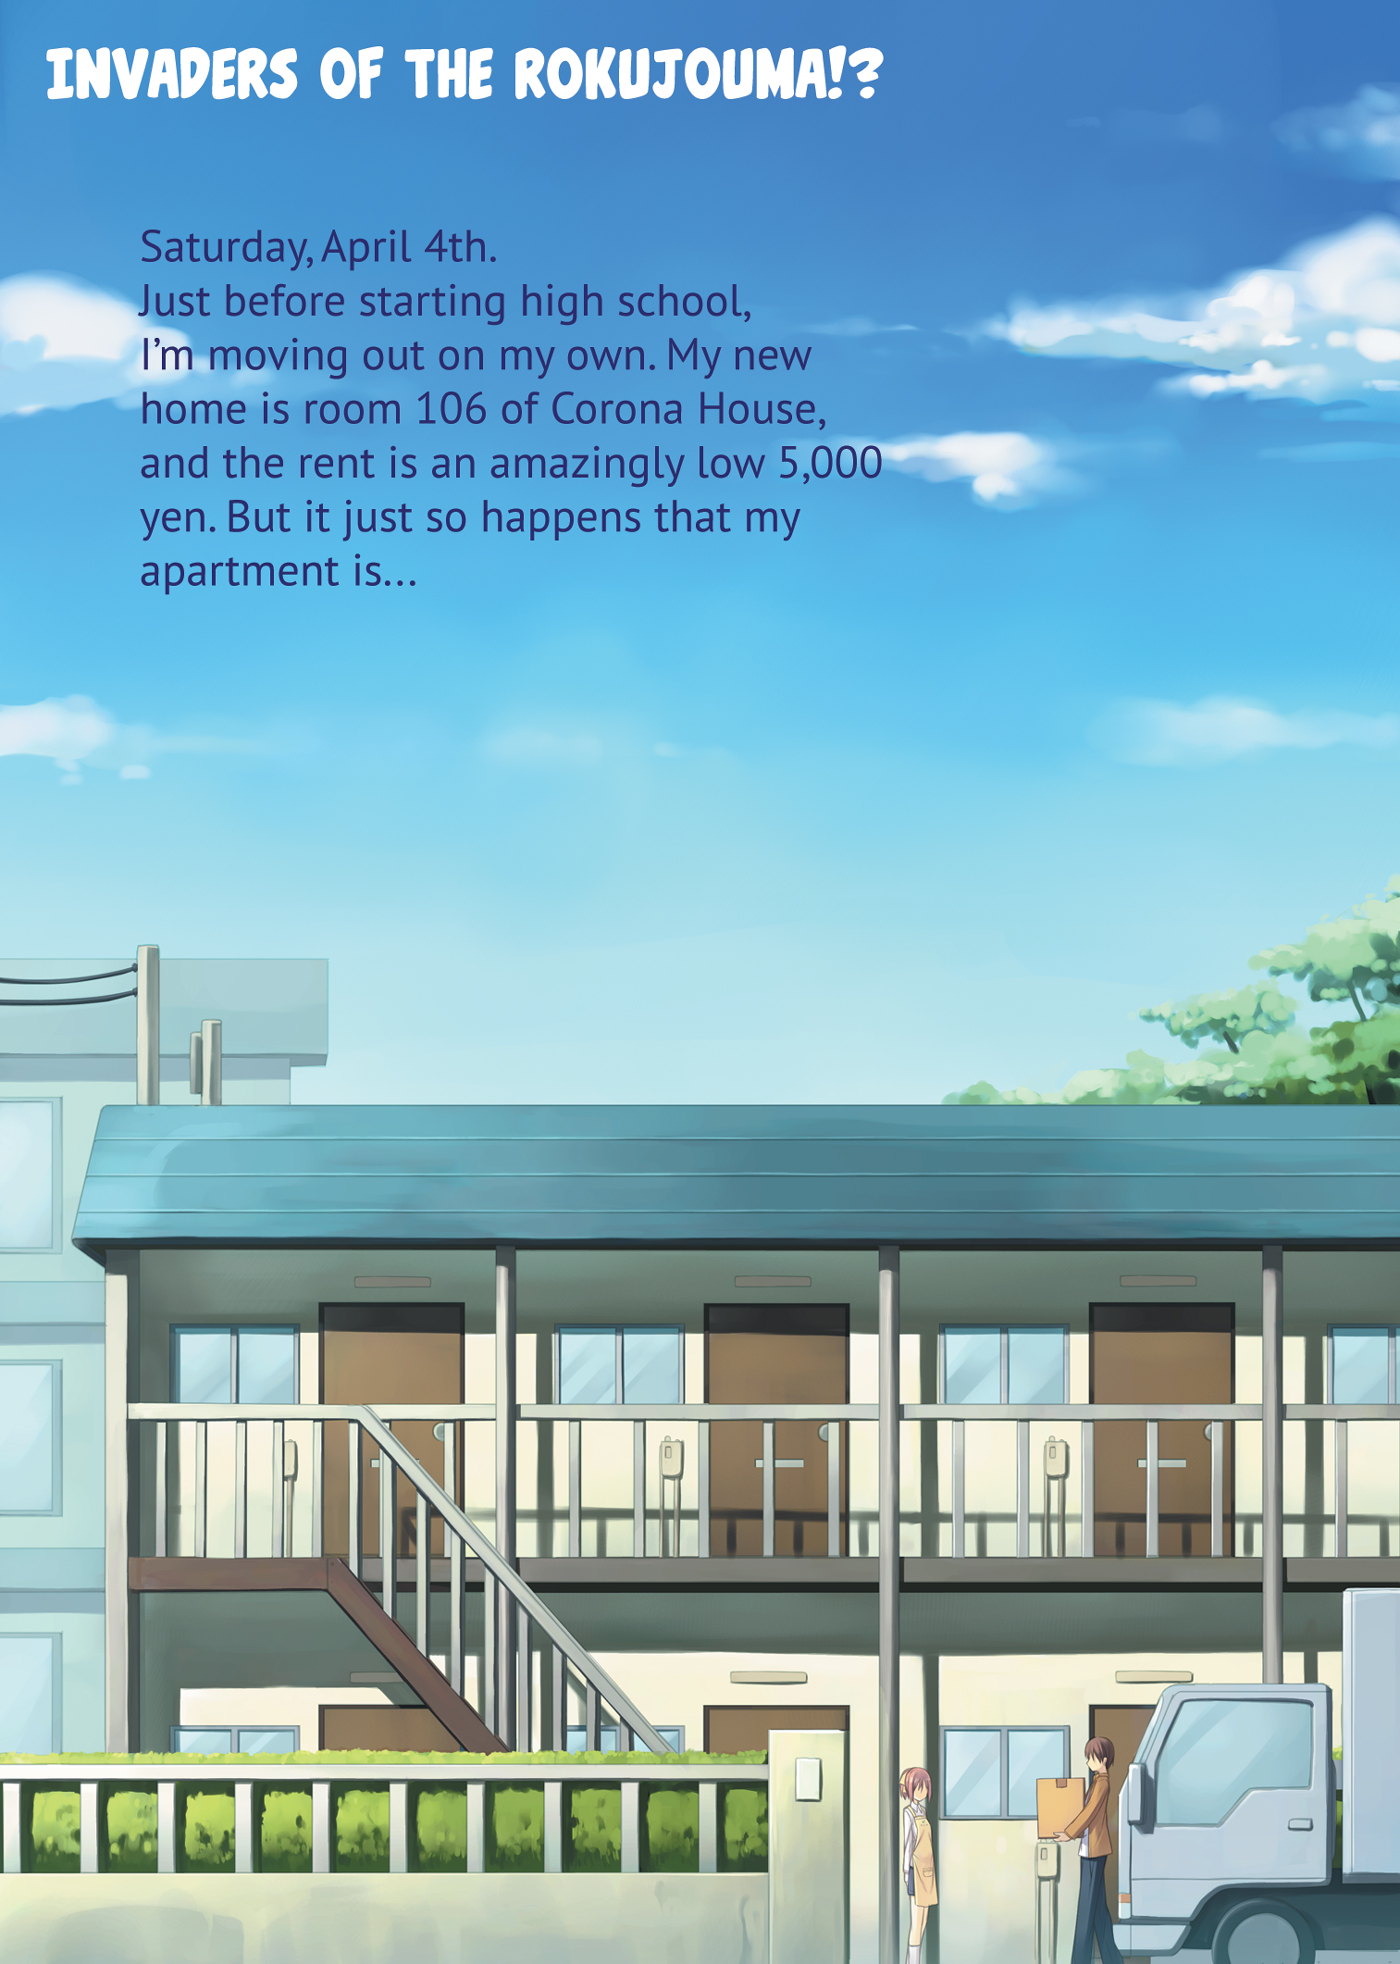 INVADERS OF THE ROKUJOUMA!?
Saturday, April 4th.
Just before starting high school,
I'm moving out on my own. My new
home is room 106 of Corona House,
and the rent is an amazingly low 5,000
yen. But it just so happens that my
apartment is...